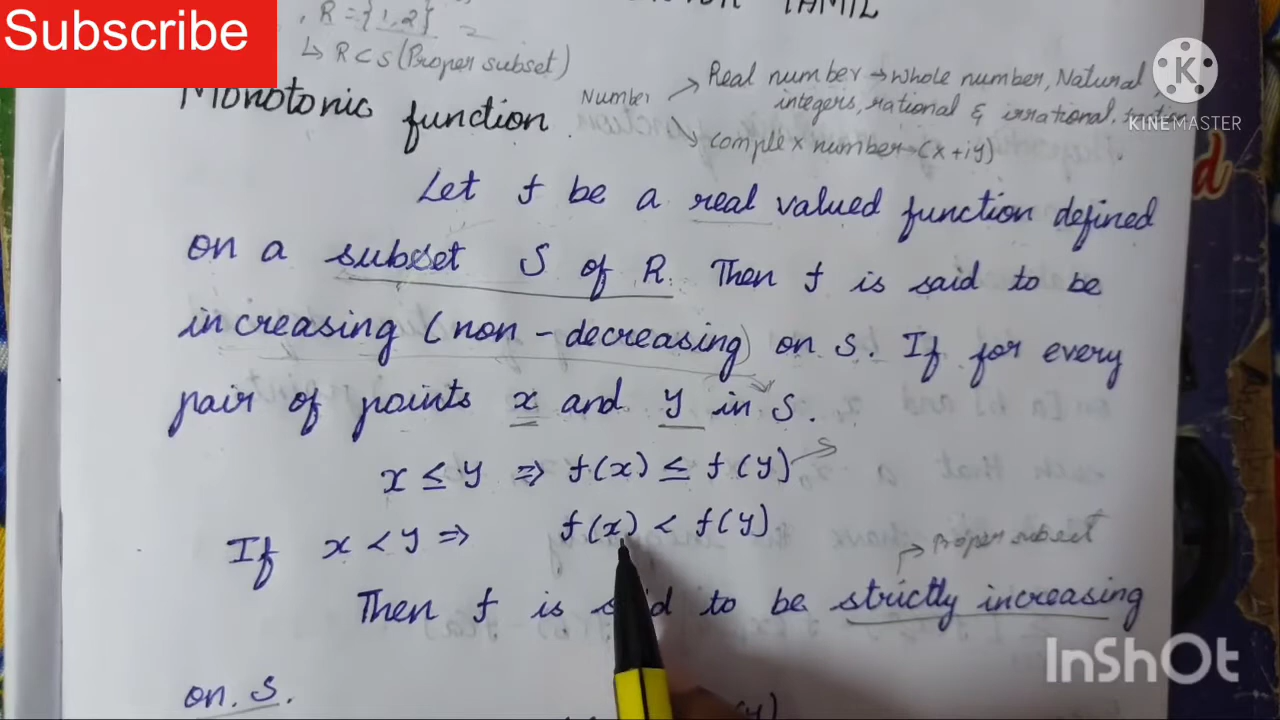 Subscribe
TAMIL
, R = {1,2}
↳ R ⊂ S (Proper subset)
Monotonic function.
Number → Real number → whole number, Natural
integers, rational & irrational,
↘ complex number → (x+iy)
KINEMASTER
Let f be a real valued function defined
on a subset S of R. Then f is said to be
increasing (non - decreasing) on S. If for every
pair of points x and y in S.
x ≤ y ⇒ f(x) ≤ f(y) → S
If x < y ⇒ f(x) < f(y)
→ Proper subset
Then f is said to be strictly increasing
on. S.
InShOt